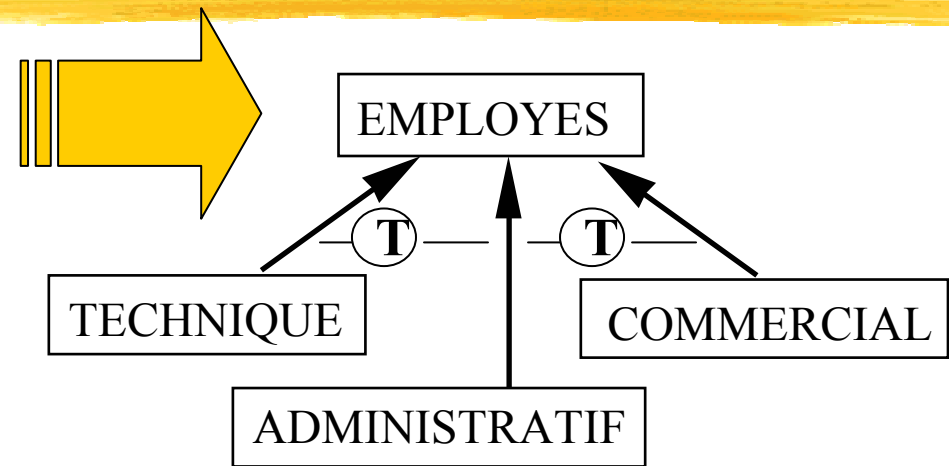 EMPLOYES
T T
TECHNIQUE
COMMERCIAL
ADMINISTRATIF